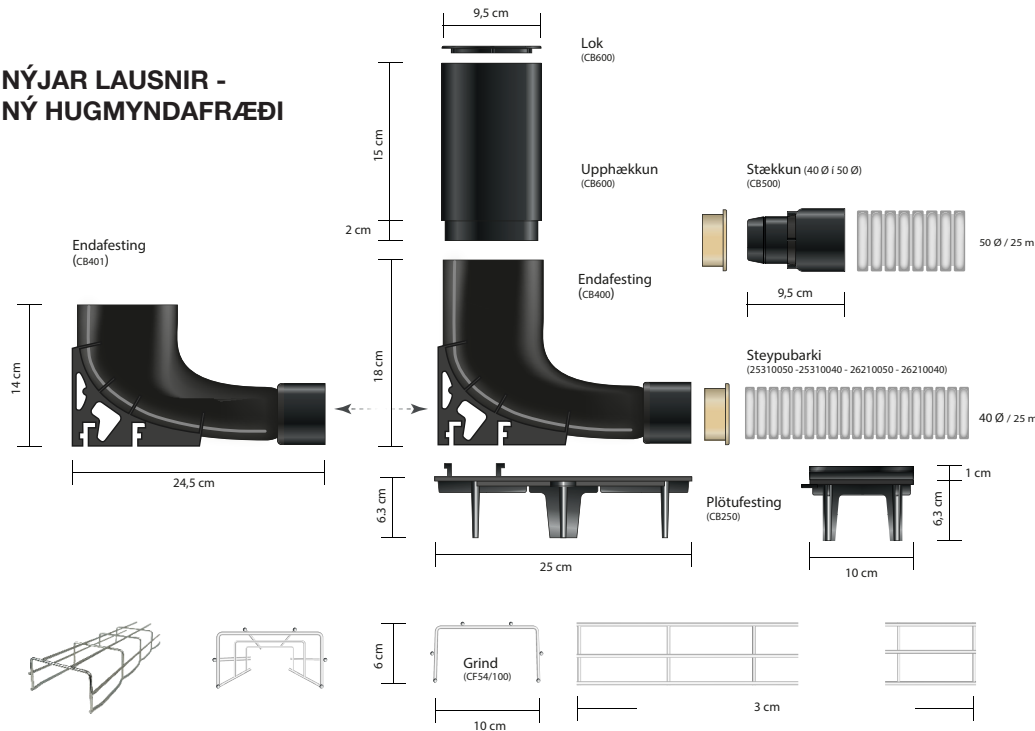 NÝJAR LAUSNIR -
NÝ HUGMYNDAFRÆÐI
9,5 cm
Lok
(CB600)
15 cm
Upphækkun
(CB600)
2 cm
Stækkun (40 Ø í 50 Ø)
(CB500)
50 Ø / 25 m
9,5 cm
Endafesting
(CB401)
14 cm
24,5 cm
Endafesting
(CB400)
18 cm
Steypubarki
(25310050 -25310040 - 26210050 - 26210040)
40 Ø / 25 m
6.3 cm
Plötufesting
(CB250)
25 cm
1 cm
6,3 cm
10 cm
6 cm
Grind
(CF54/100)
10 cm
3 cm